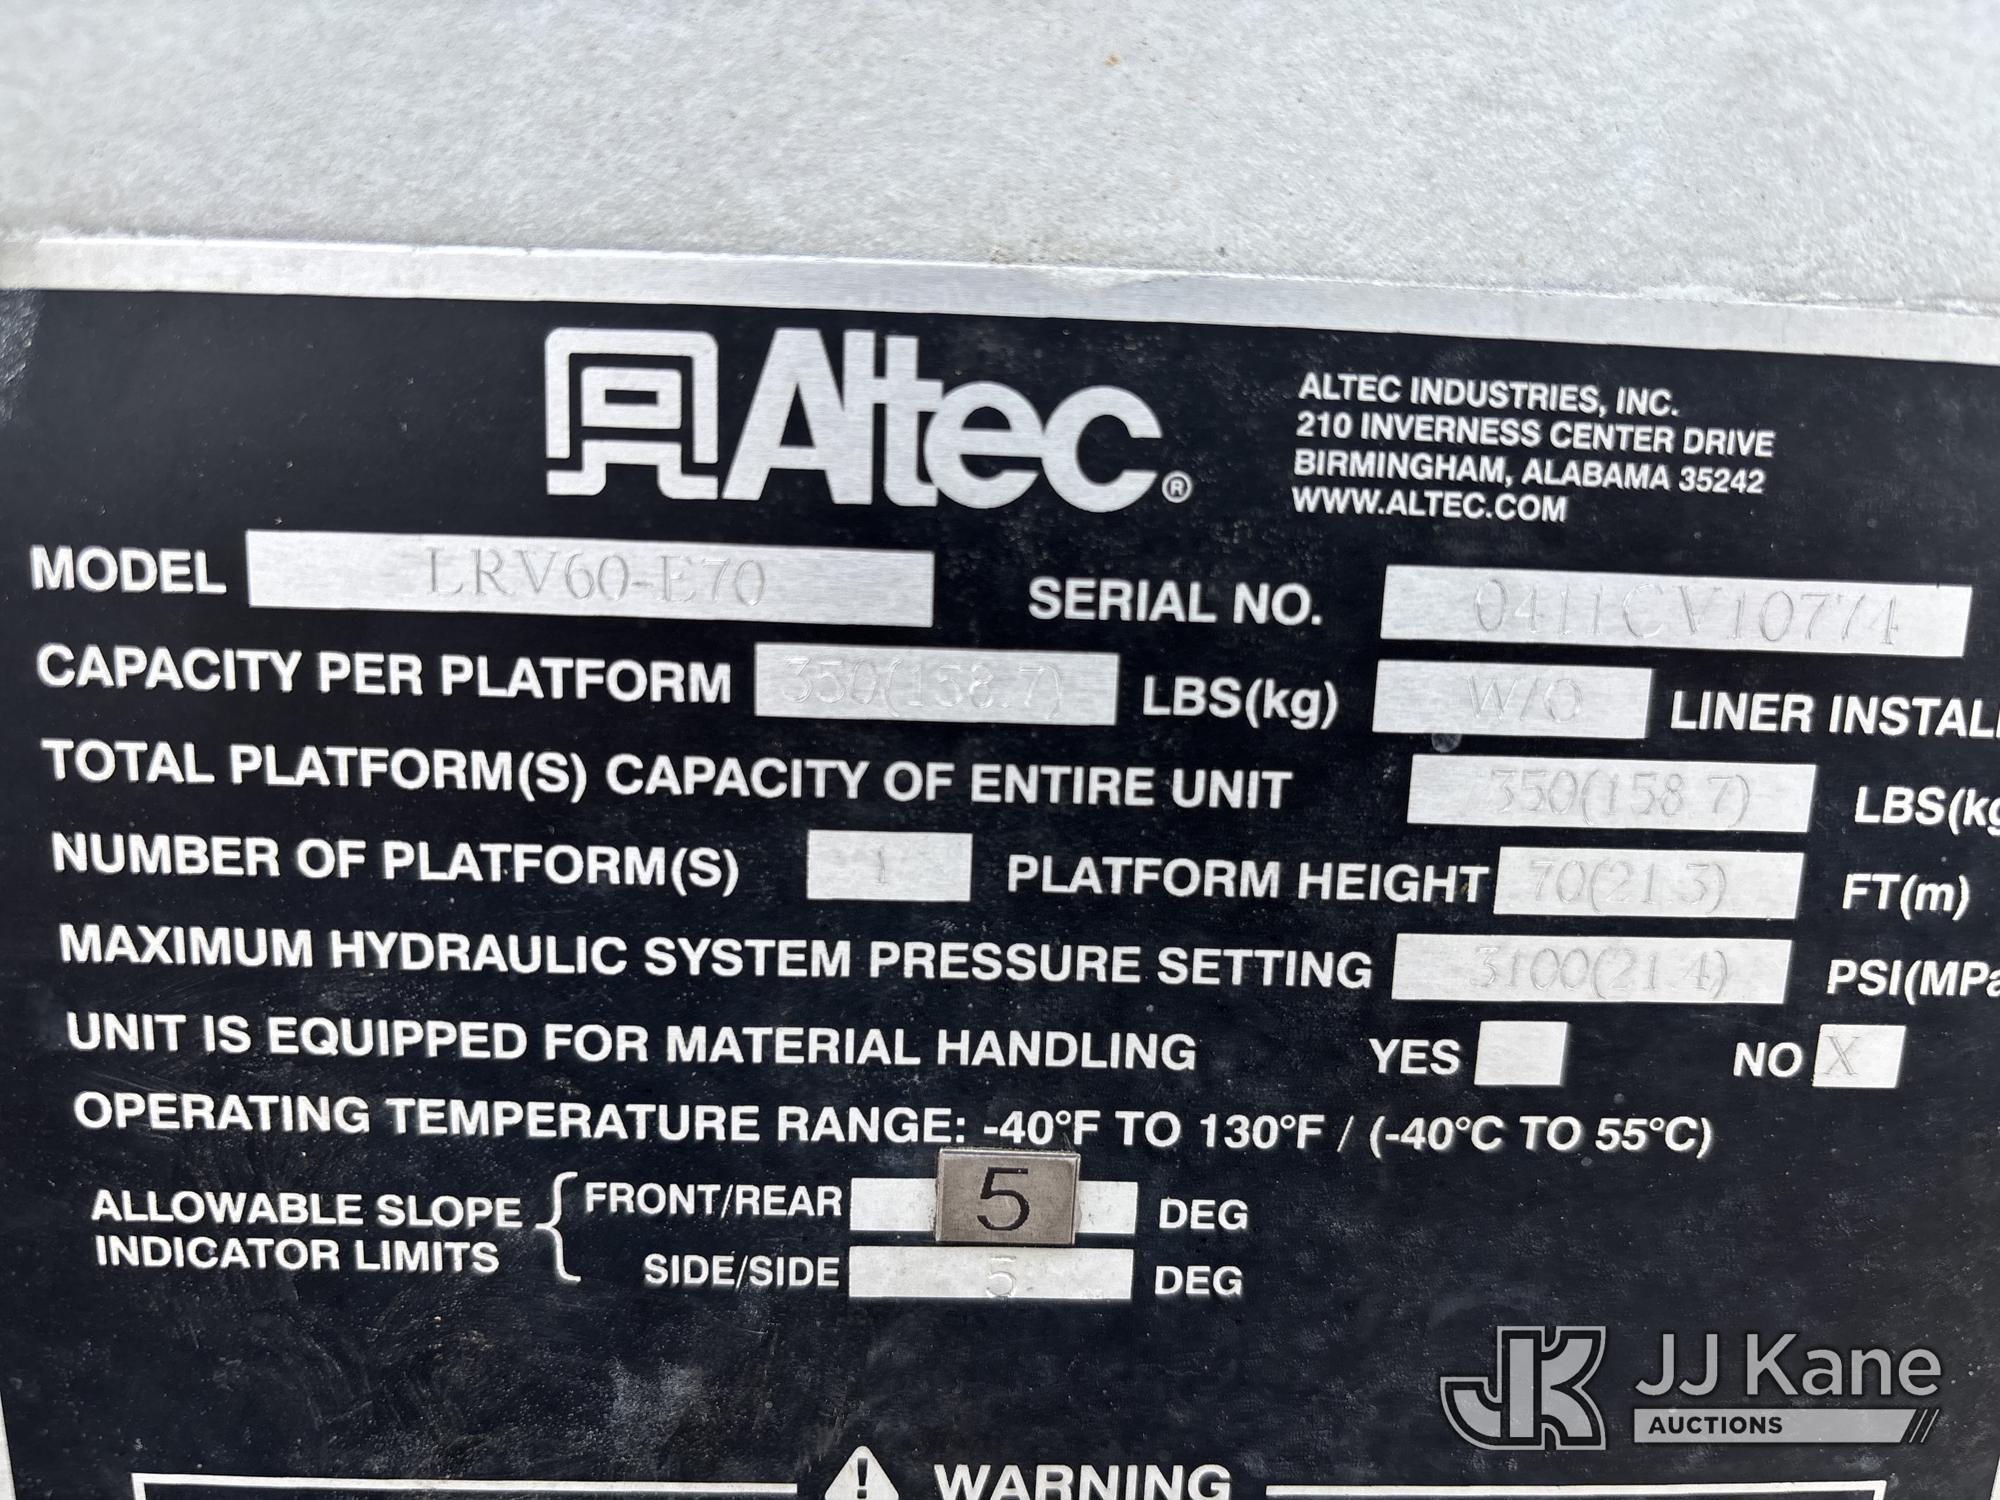 Altec®
ALTEC INDUSTRIES, INC.
210 INVERNESS CENTER DRIVE
BIRMINGHAM, ALABAMA 35242
WWW.ALTEC.COM
MODEL LRV60-E70 SERIAL NO. 0411CV10774
CAPACITY PER PLATFORM 350(158.7) LBS(kg) W/O LINER INSTAL
TOTAL PLATFORM(S) CAPACITY OF ENTIRE UNIT 350(158.7) LBS(kg
NUMBER OF PLATFORM(S) 1 PLATFORM HEIGHT 70(21.3) FT(m)
MAXIMUM HYDRAULIC SYSTEM PRESSURE SETTING 3100(21.4) PSI(MPa
UNIT IS EQUIPPED FOR MATERIAL HANDLING YES NO X
OPERATING TEMPERATURE RANGE: -40°F TO 130°F / (-40°C TO 55°C)
ALLOWABLE SLOPE INDICATOR LIMITS { FRONT/REAR 5 DEG
SIDE/SIDE 5 DEG
JK JJ Kane
AUCTIONS
! WARNING